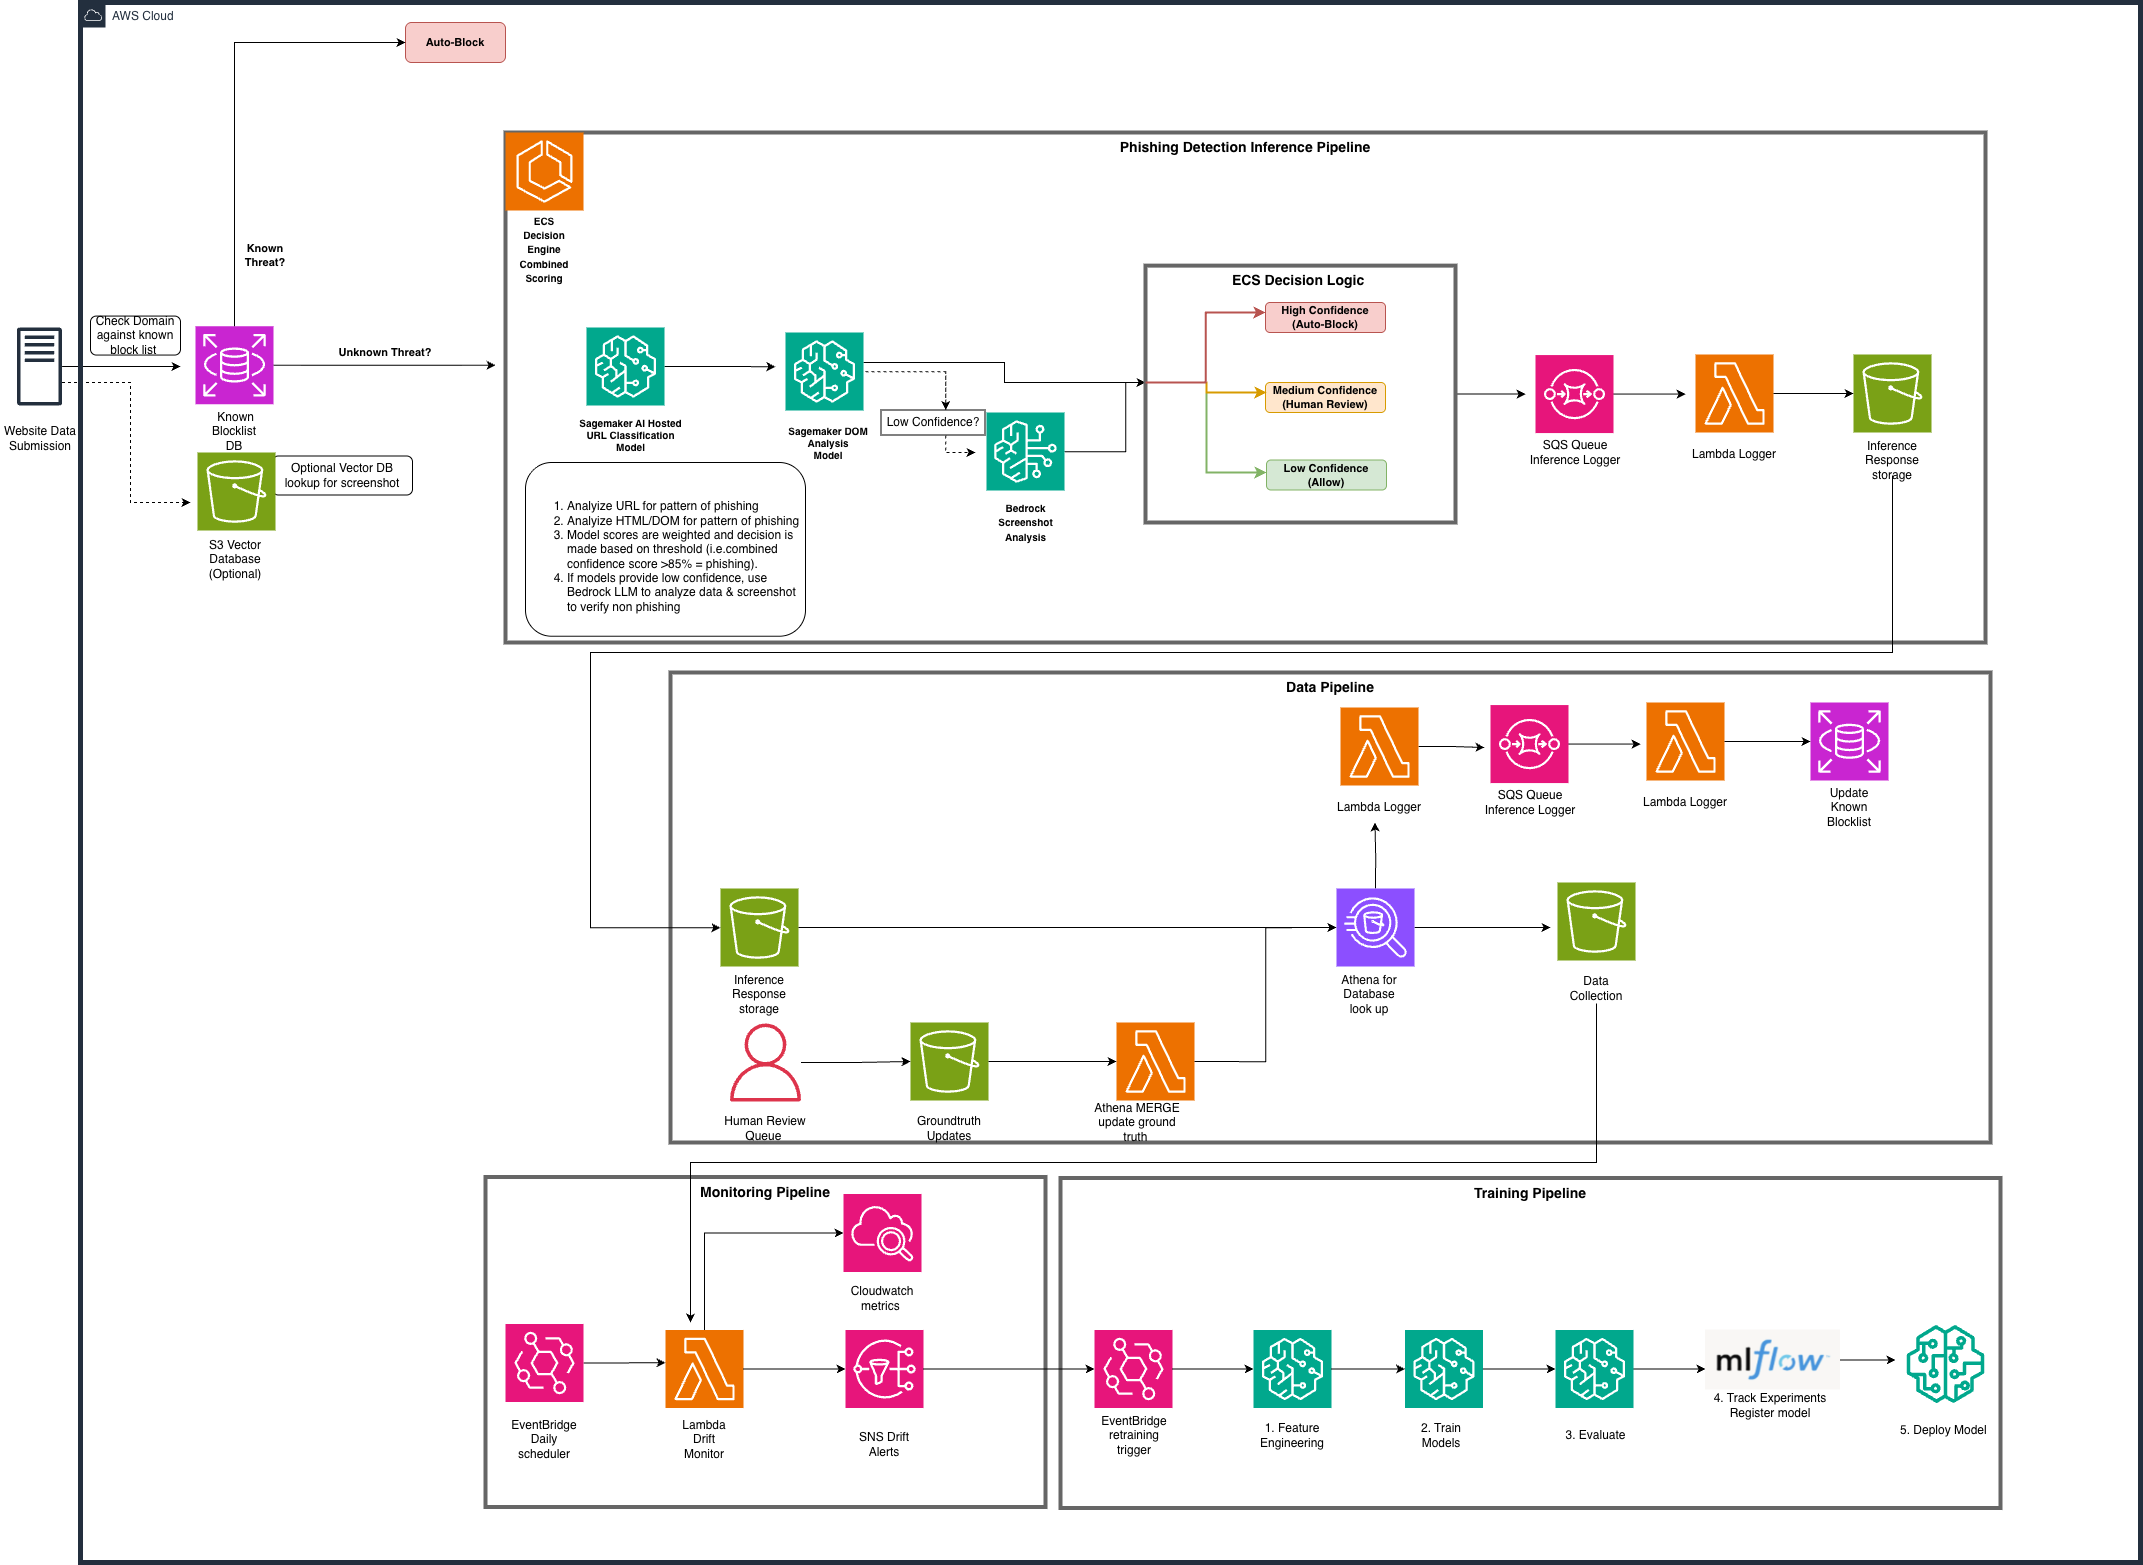 AWS Cloud
Auto-Block
Known
Threat?
Check Domain
against known
block list
Unknown Threat?
Website Data
Submission
Known
Blocklist
DB
Optional Vector DB
lookup for screenshot
S3 Vector
Database
(Optional)
Phishing Detection Inference Pipeline
ECS
Decision
Engine
Combined
Scoring
Sagemaker AI Hosted
URL Classification
Model
Sagemaker DOM
Analysis
Model
Low Confidence?
Bedrock
Screenshot
Analysis
1. Analyize URL for pattern of phishing
2. Analyize HTML/DOM for pattern of phishing
3. Model scores are weighted and decision is
made based on threshold (i.e.combined
confidence score >85% = phishing).
4. If models provide low confidence, use
Bedrock LLM to analyze data & screenshot
to verify non phishing
ECS Decision Logic
High Confidence
(Auto-Block)
Medium Confidence
(Human Review)
Low Confidence
(Allow)
SQS Queue
Inference Logger
Lambda Logger
Inference
Response
storage
Data Pipeline
Lambda Logger
SQS Queue
Inference Logger
Lambda Logger
Update
Known
Blocklist
Inference
Response
storage
Athena for
Database
look up
Data
Collection
Human Review
Queue
Groundtruth
Updates
Athena MERGE
update ground
truth
Monitoring Pipeline
Cloudwatch
metrics
EventBridge
Daily
scheduler
Lambda
Drift
Monitor
SNS Drift
Alerts
Training Pipeline
EventBridge
retraining
trigger
1. Feature
Engineering
2. Train
Models
3. Evaluate
mlflow
4. Track Experiments
Register model
5. Deploy Model